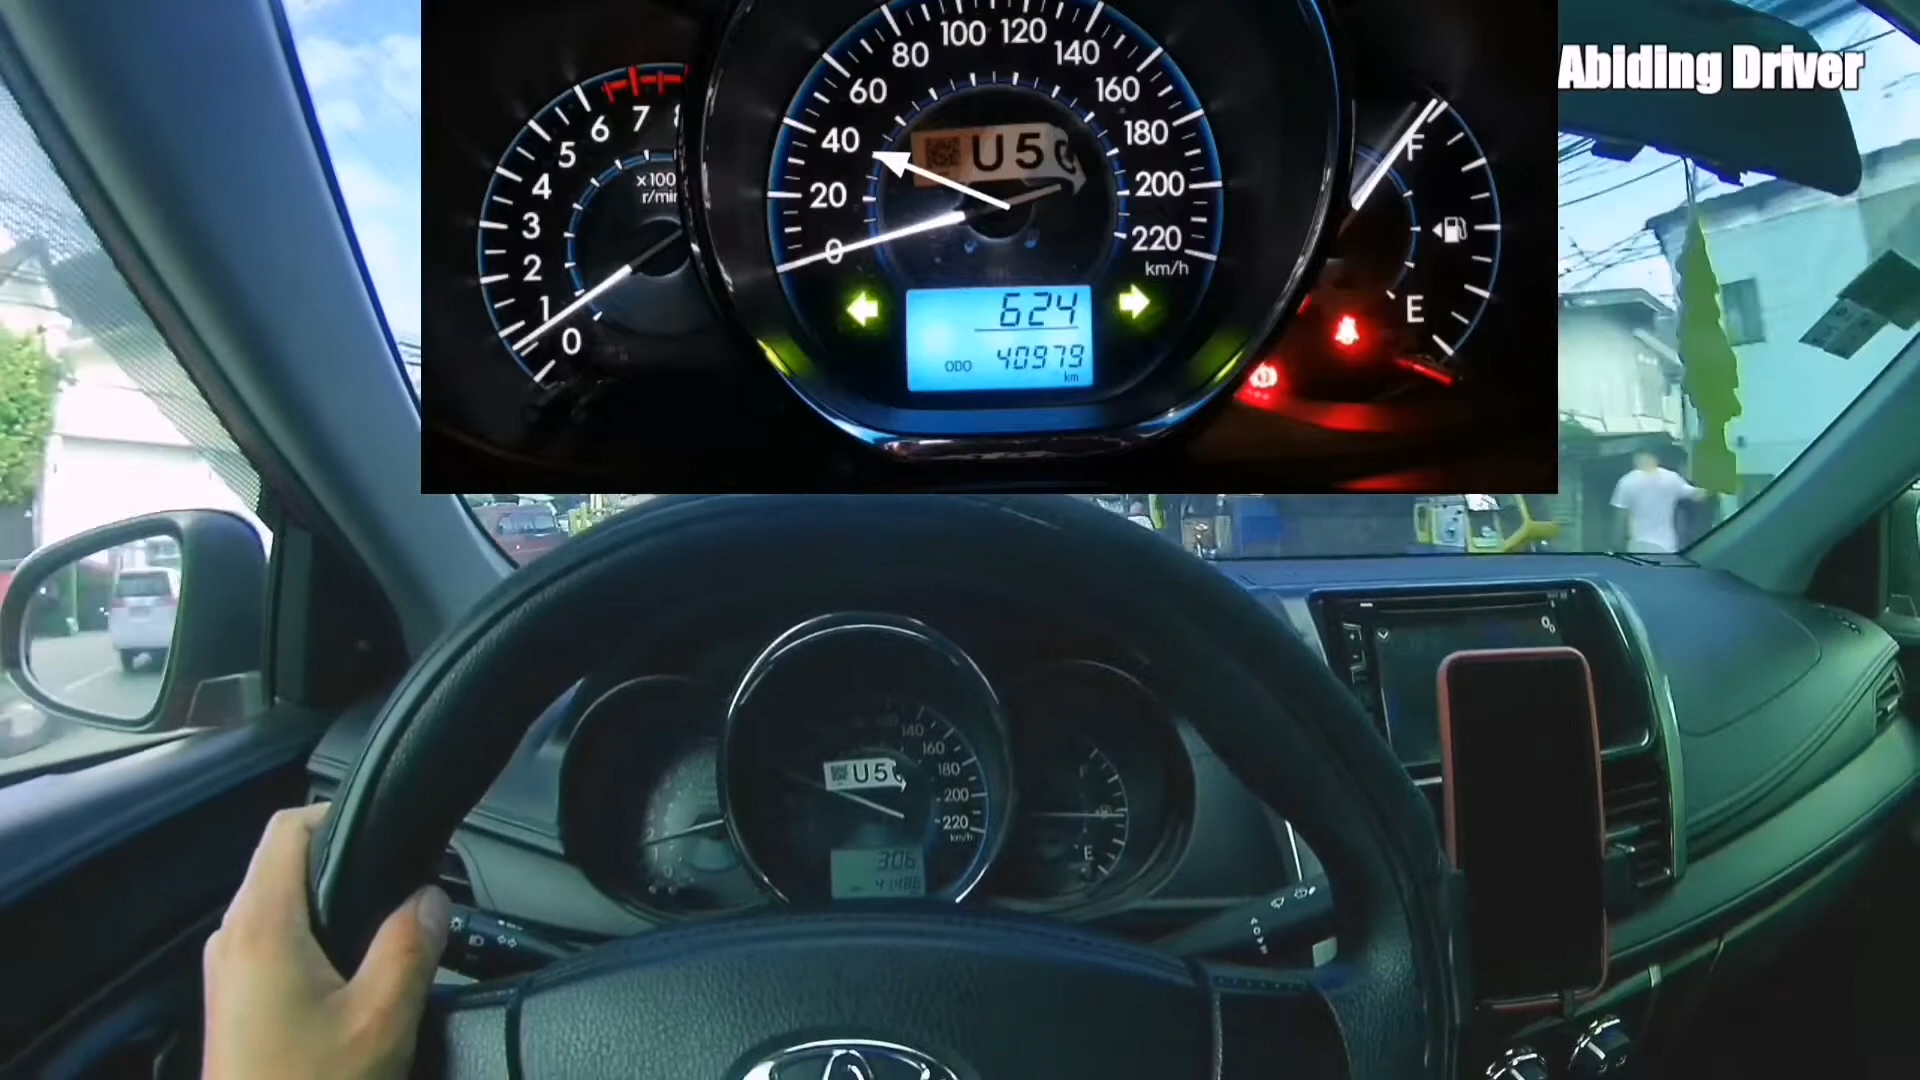 Abiding Driver
100 120
80 140
60 160
40 180
20 200
0 220
km/h
U5
6 7 8
5
4
3
2
1
0
x100
r/min
F
E
624
ODO 40979
km
140
160
180
200
220
km/h
U5
306
F
E